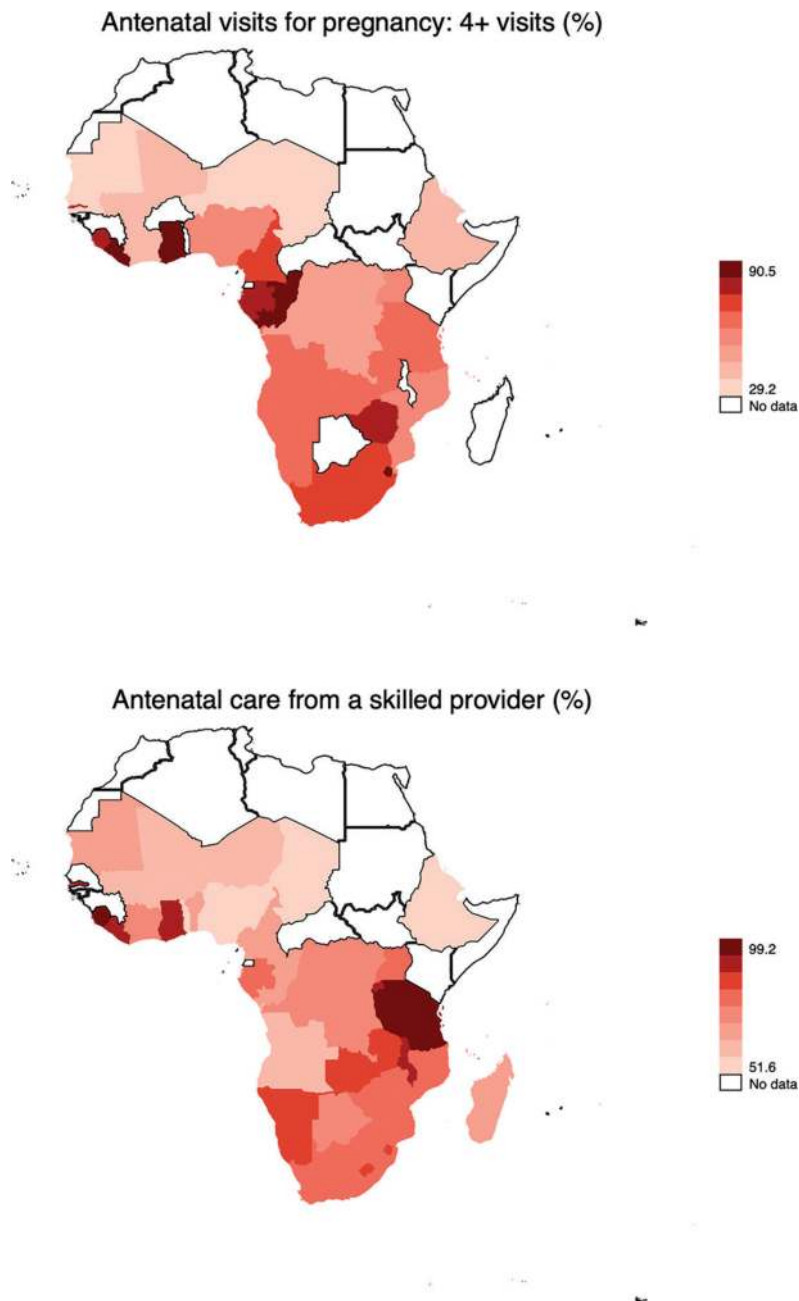 Antenatal visits for pregnancy: 4+ visits (%)
90.5
29.2
No data
Antenatal care from a skilled provider (%)
99.2
51.6
No data